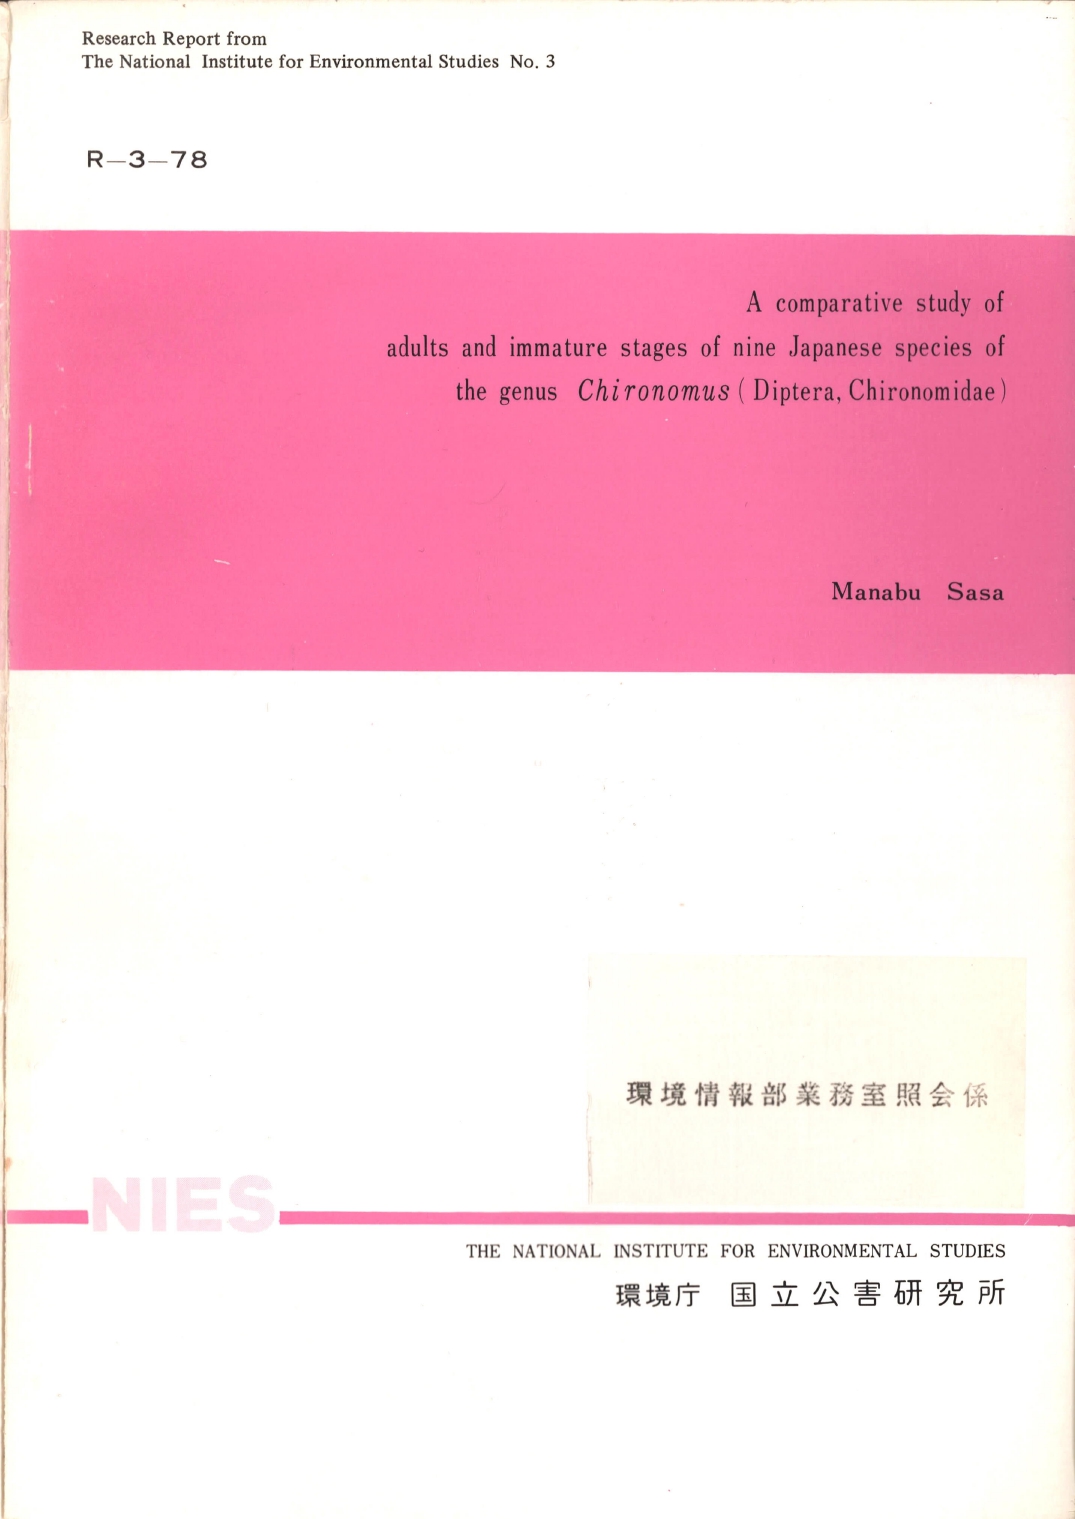 Research Report from
The National Institute for Environmental Studies No. 3
R—3—78
A comparative study of
adults and immature stages of nine Japanese species of
the genus Chironomus (Diptera, Chironomidae)
Manabu Sasa
環境情報部業務室照会係
NIES
THE NATIONAL INSTITUTE FOR ENVIRONMENTAL STUDIES
環境庁 国立公害研究所